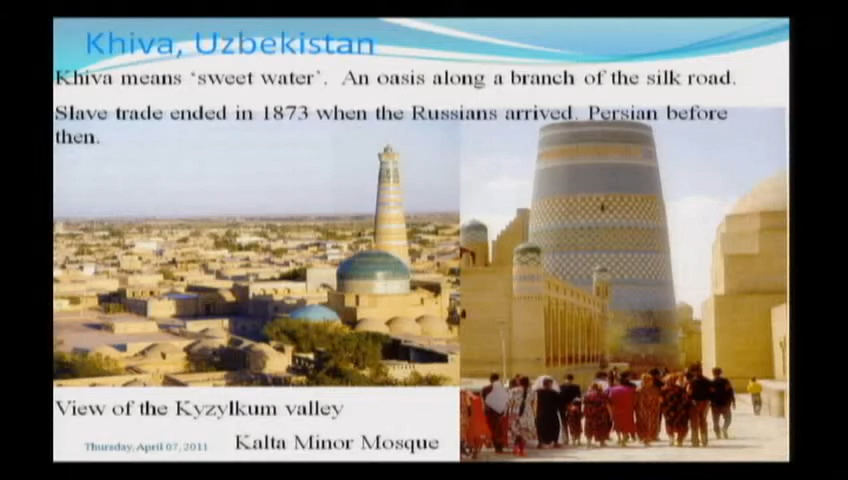 Khiva, Uzbekistan
Khiva means ‘sweet water’. An oasis along a branch of the silk road.
Slave trade ended in 1873 when the Russians arrived. Persian before
then.
View of the Kyzylkum valley
Thursday, April 07, 2011
Kalta Minor Mosque